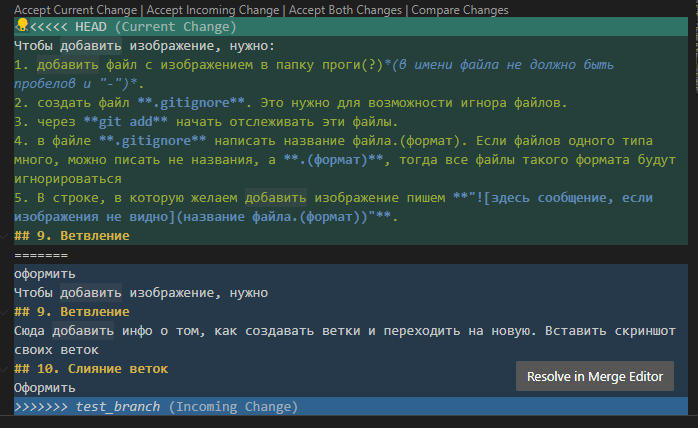 Accept Current Change | Accept Incoming Change | Accept Both Changes | Compare Changes
<<<<<< HEAD (Current Change)
Чтобы добавить изображение, нужно:
1. добавить файл с изображением в папку проги(?)*(в имени файла не должно быть
пробелов и "-")*.
2. создать файл **.gitignore**. Это нужно для возможности игнора файлов.
3. через **git add** начать отслеживать эти файлы.
4. в файле **.gitignore** написать название файла.(формат). Если файлов одного типа
много, можно писать не названия, а **.(формат)**, тогда все файлы такого формата будут
игнорироваться
5. В строке, в которую желаем добавить изображение пишем **"![здесь сообщение, если
изображения не видно](название файла.(формат))"**.
## 9. Ветвление
=======
оформить
Чтобы добавить изображение, нужно
## 9. Ветвление
Сюда добавить инфо о том, как создавать ветки и переходить на новую. Вставить скриншот
своих веток
## 10. Слияние веток
Оформить
>>>>>>> test_branch (Incoming Change)
Resolve in Merge Editor